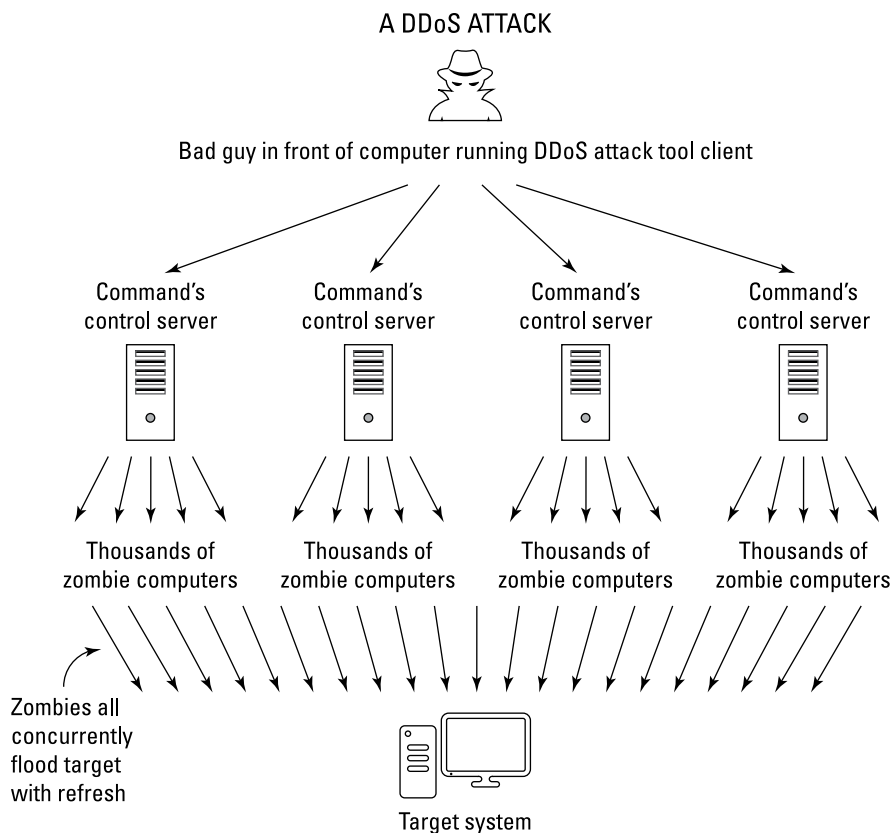 A DDoS ATTACK
Bad guy in front of computer running DDoS attack tool client
Command's
control server
Command's
control server
Command's
control server
Command's
control server
Thousands of
zombie computers
Thousands of
zombie computers
Thousands of
zombie computers
Thousands of
zombie computers
Zombies all
concurrently
flood target
with refresh
Target system